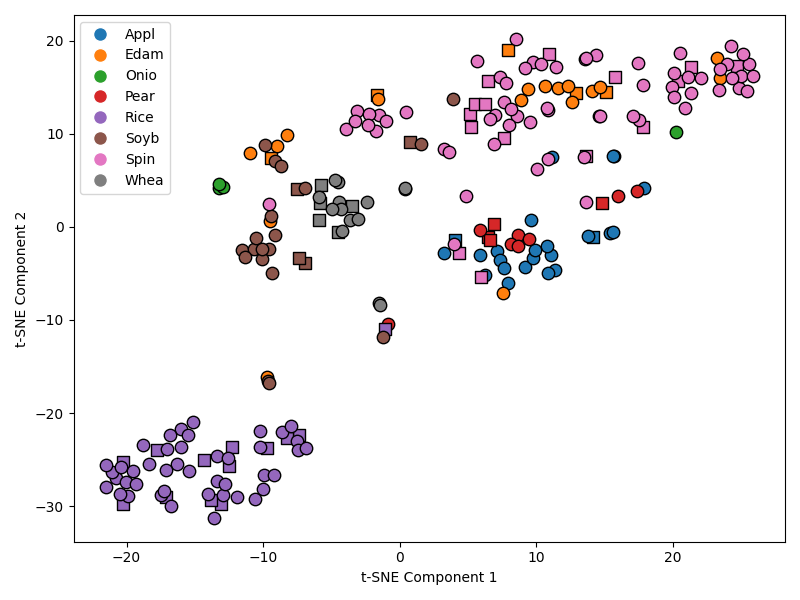 Appl
Edam
Onio
Pear
Rice
Soyb
Spin
Whea
20
10
0
−10
−20
−30
t-SNE Component 2
−20 −10 0 10 20
t-SNE Component 1